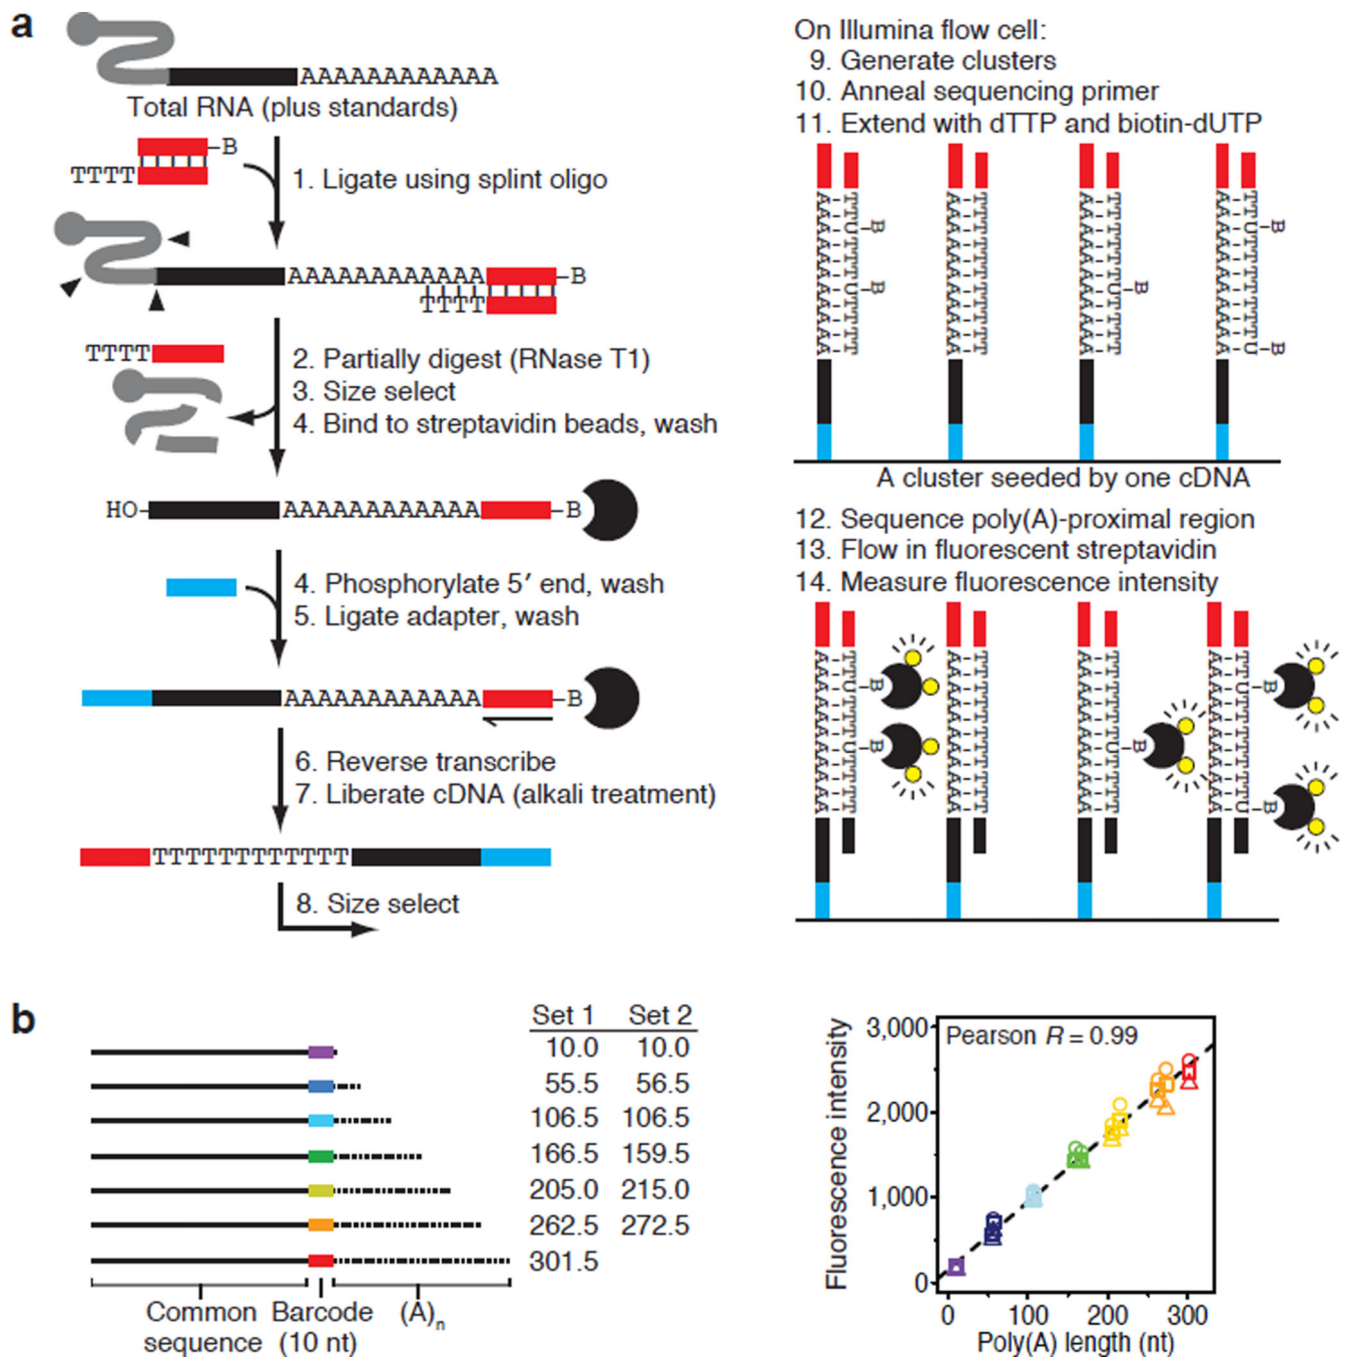 a
AAAAAAAAAAAA
Total RNA (plus standards)
B
TTTT
1. Ligate using splint oligo
AAAAAAAAAAAA
B
TTTT
TTTT
2. Partially digest (RNase T1)
3. Size select
4. Bind to streptavidin beads, wash
HO
AAAAAAAAAAAA
B
4. Phosphorylate 5′ end, wash
5. Ligate adapter, wash
AAAAAAAAAAAA
B
6. Reverse transcribe
7. Liberate cDNA (alkali treatment)
TTTTTTTTTTTT
8. Size select
On Illumina flow cell:
9. Generate clusters
10. Anneal sequencing primer
11. Extend with dTTP and biotin-dUTP
B
B
B
B
B
A cluster seeded by one cDNA
12. Sequence poly(A)-proximal region
13. Flow in fluorescent streptavidin
14. Measure fluorescence intensity
B
B
B
B
B
b
Set 1 Set 2
10.0 10.0
55.5 56.5
106.5 106.5
166.5 159.5
205.0 215.0
262.5 272.5
301.5
Common Barcode (A)n
sequence (10 nt)
Fluorescence intensity
3,000
2,000
1,000
0
Pearson R = 0.99
0 100 200 300
Poly(A) length (nt)